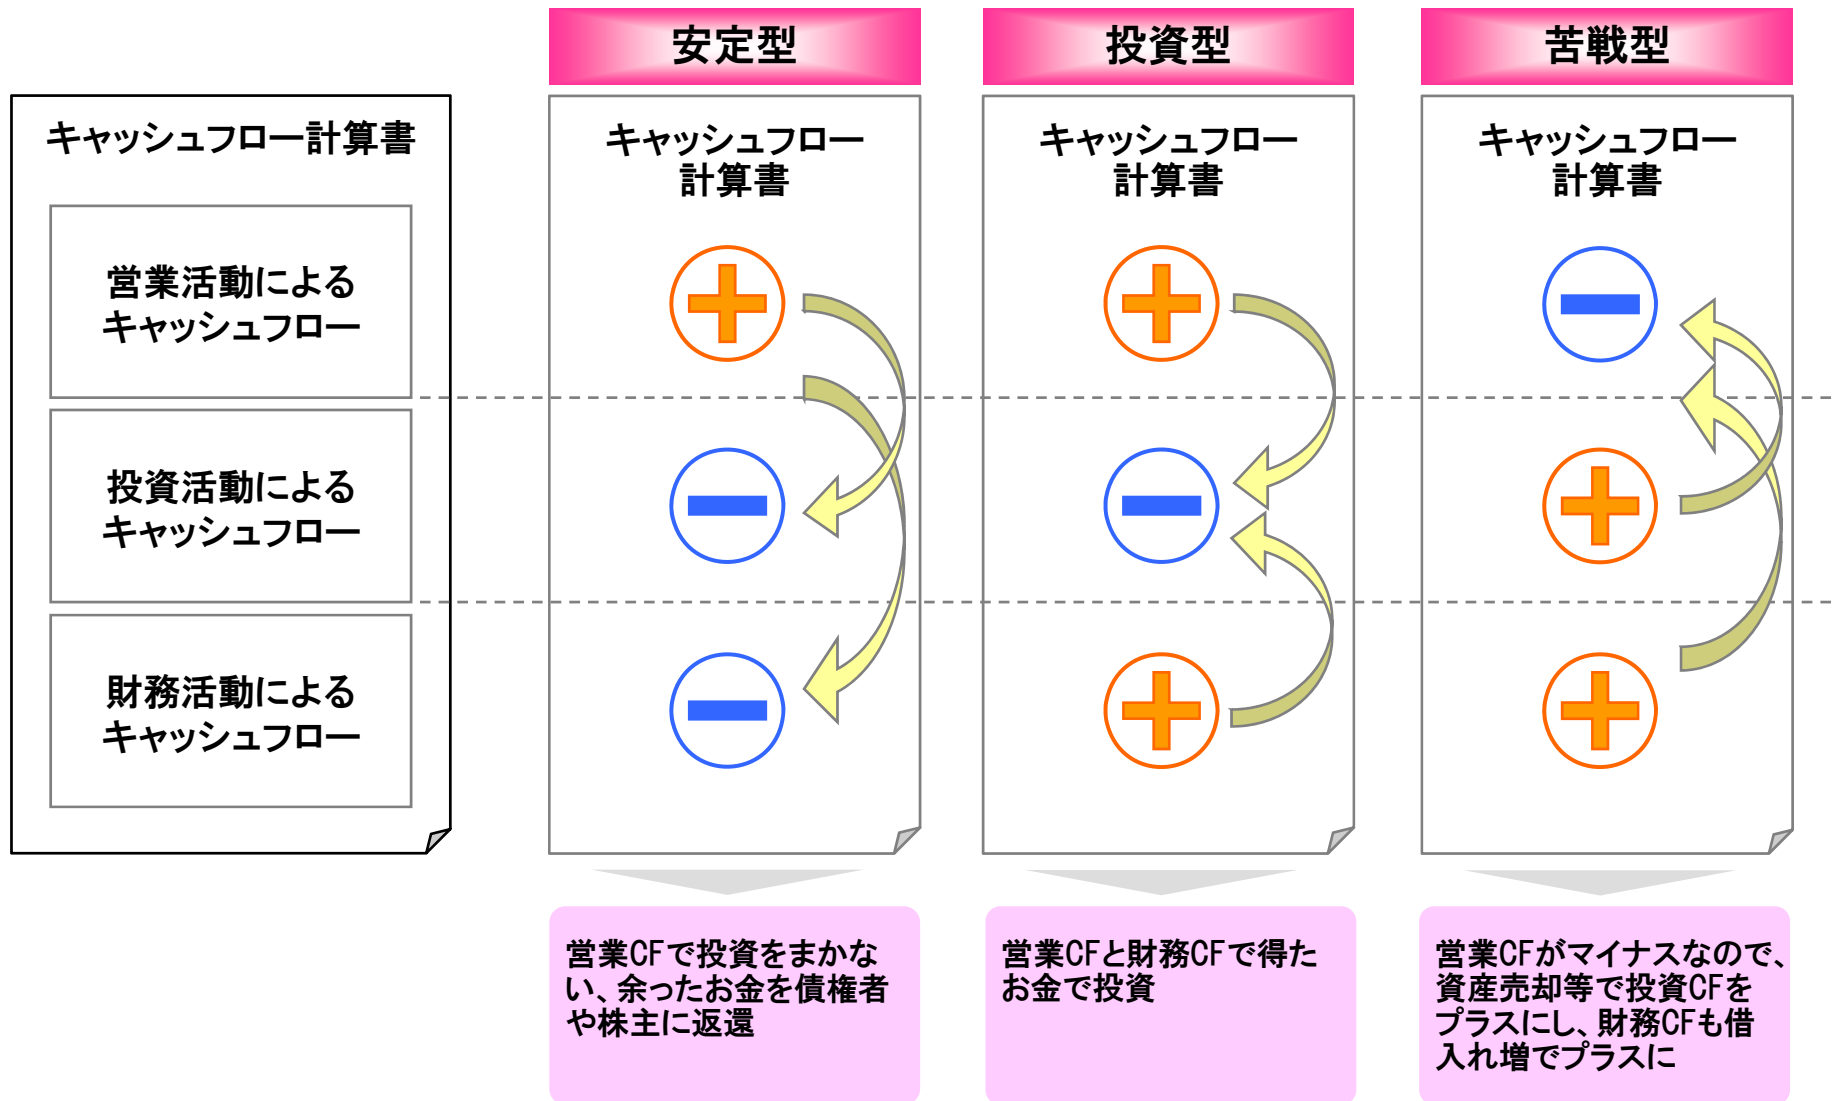 安定型
投資型
苦戦型
キャッシュフロー計算書
営業活動による
キャッシュフロー
投資活動による
キャッシュフロー
財務活動による
キャッシュフロー
キャッシュフロー
計算書
キャッシュフロー
計算書
キャッシュフロー
計算書
営業CFで投資をまかな
い、余ったお金を債権者
や株主に返還
営業CFと財務CFで得た
お金で投資
営業CFがマイナスなので、
資産売却等で投資CFを
プラスにし、財務CFも借
入れ増でプラスに